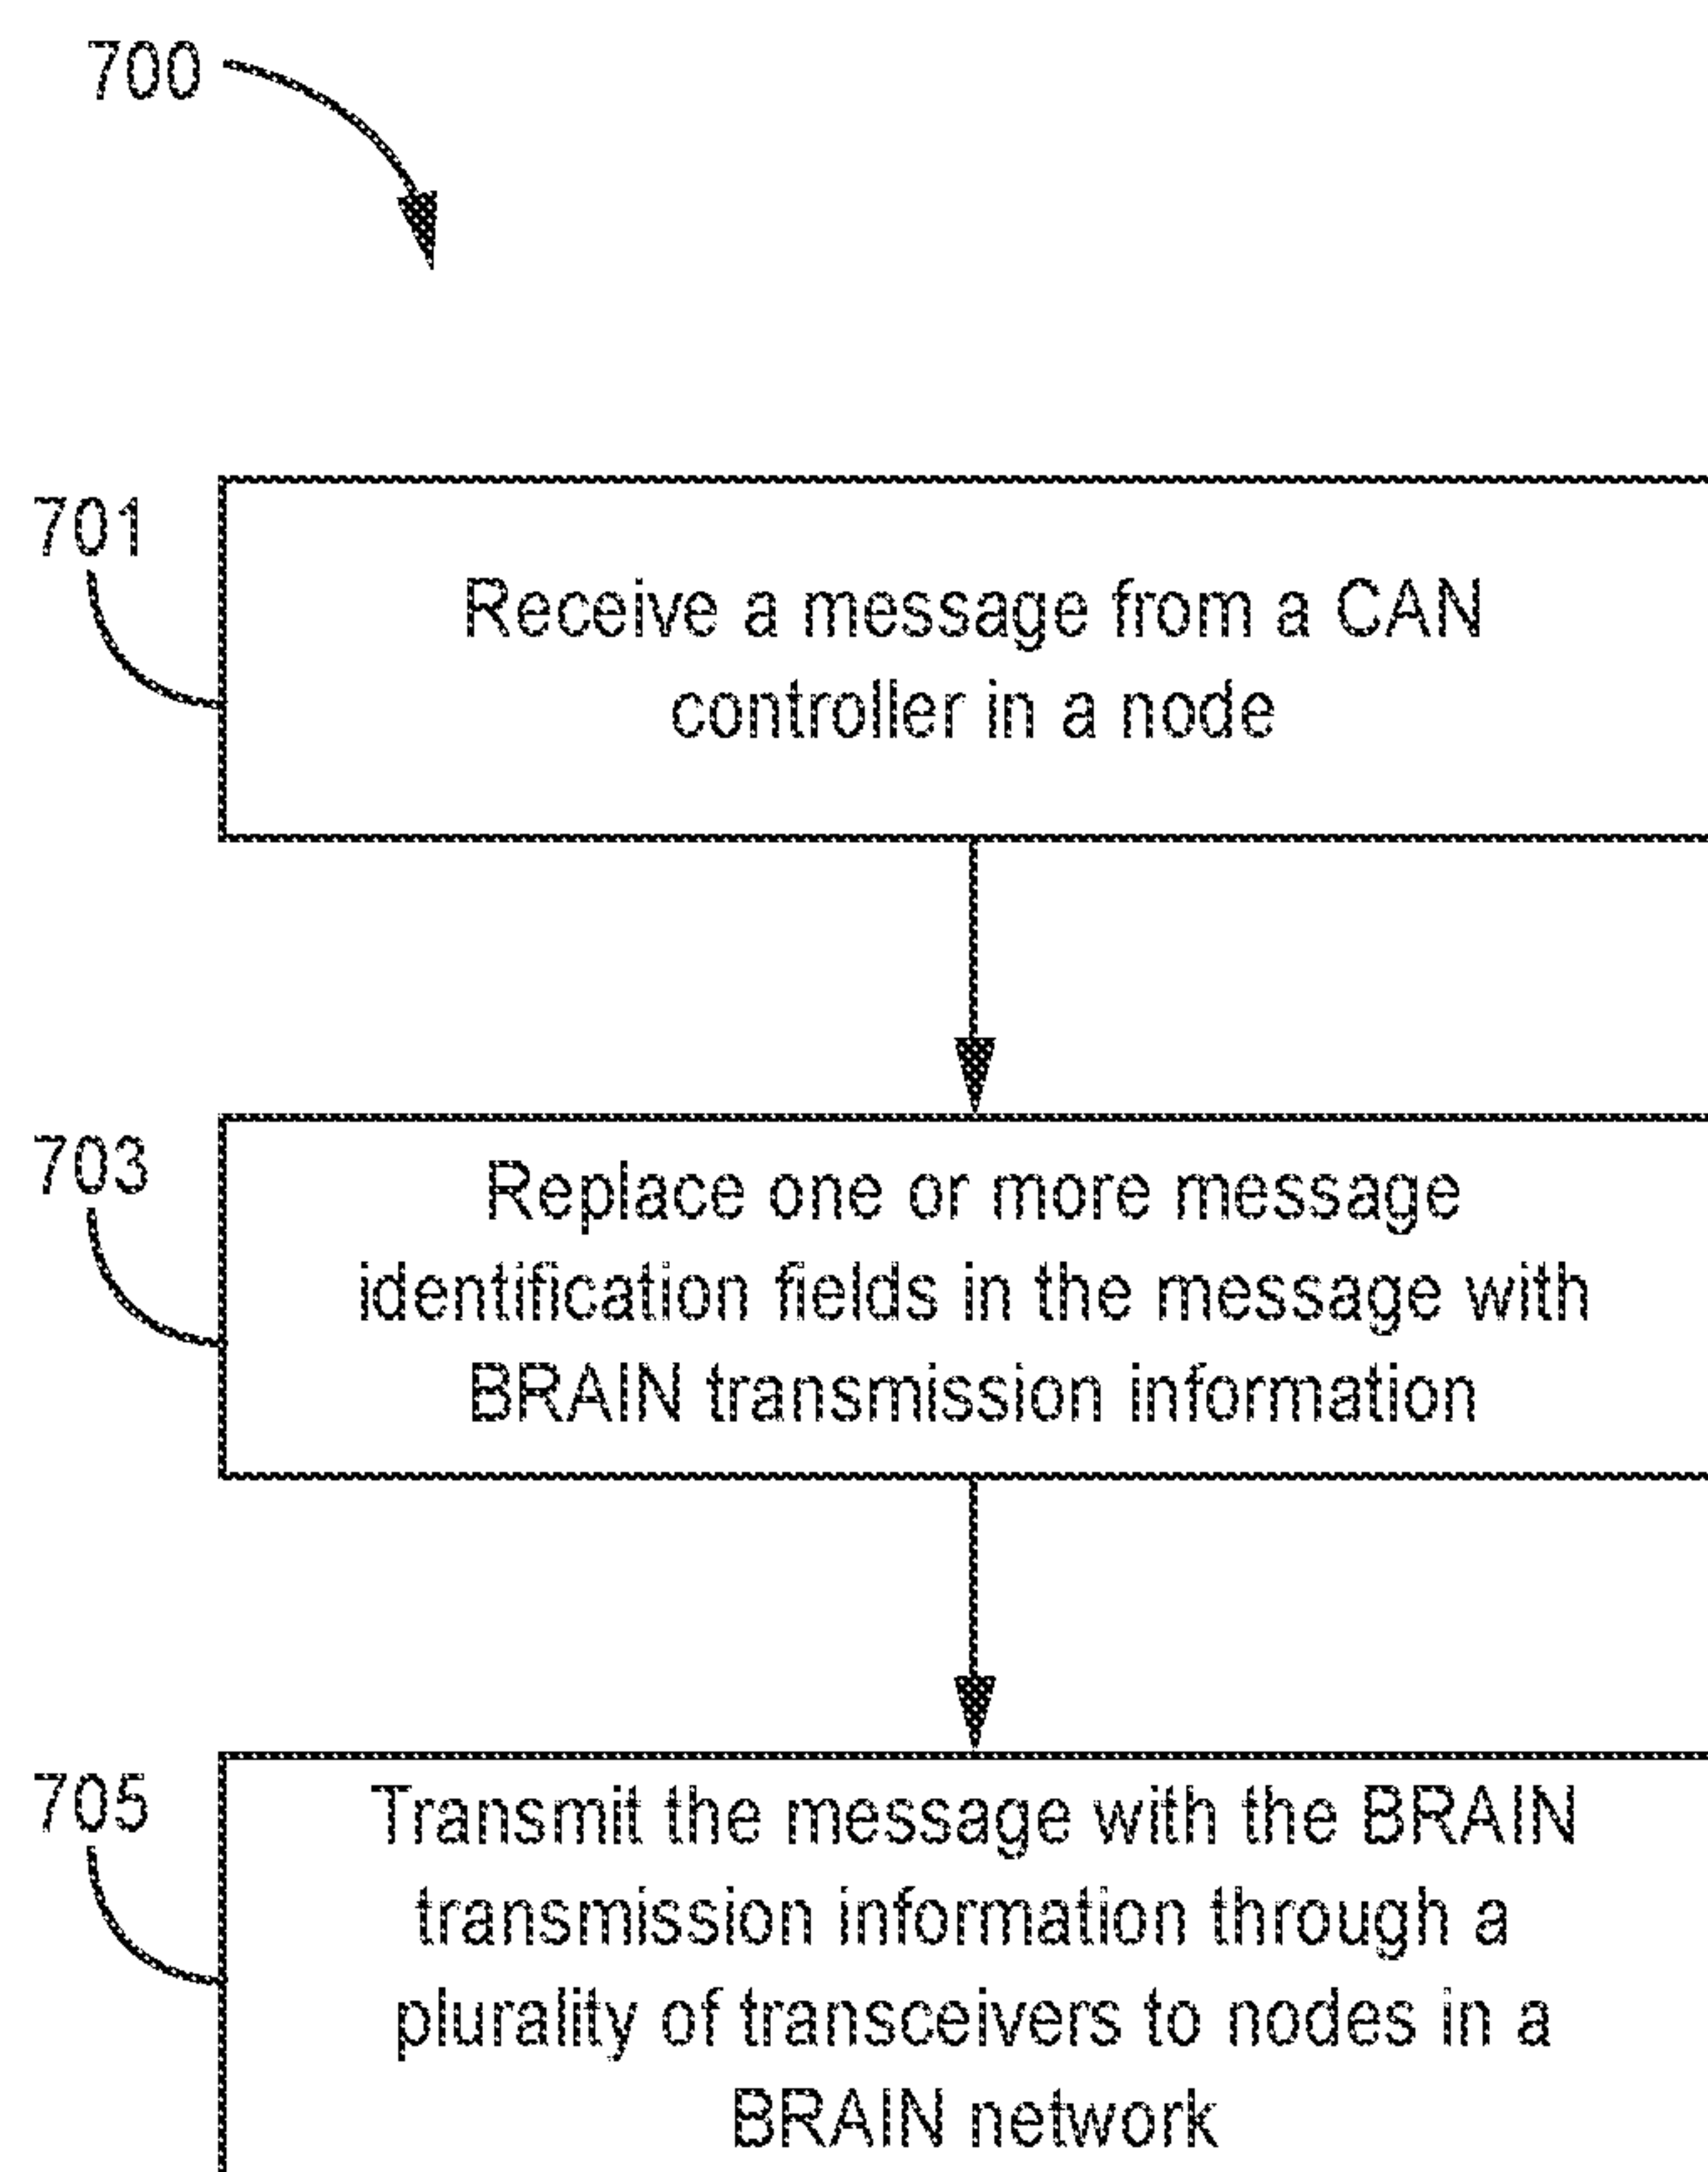 700
701
Receive a message from a CAN
controller in a node
703
Replace one or more message
identification fields in the message with
BRAIN transmission information
705
Transmit the message with the BRAIN
transmission information through a
plurality of transceivers to nodes in a
BRAIN network